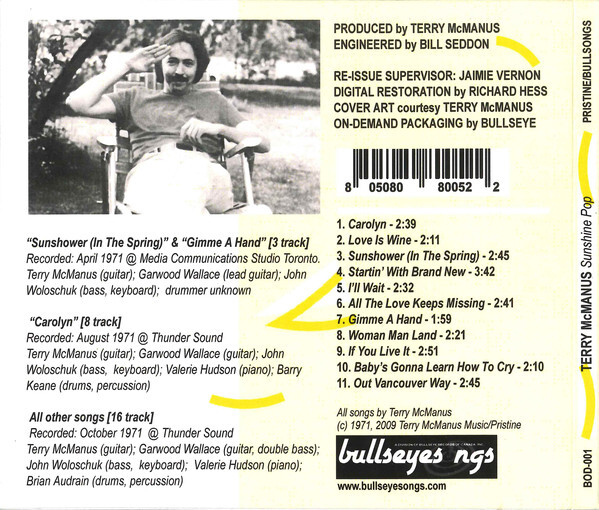 PRODUCED by TERRY McMANUS
ENGINEERED by BILL SEDDON
RE-ISSUE SUPERVISOR: JAIMIE VERNON
DIGITAL RESTORATION by RICHARD HESS
COVER ART courtesy TERRY McMANUS
ON-DEMAND PACKAGING by BULLSEYE
8 05080 80052 2
“Sunshower (In The Spring)” & “Gimme A Hand” [3 track]
Recorded: April 1971 @ Media Communications Studio Toronto.
Terry McManus (guitar); Garwood Wallace (lead guitar); John
Woloschuk (bass, keyboard); drummer unknown
“Carolyn” [8 track]
Recorded: August 1971 @ Thunder Sound
Terry McManus (guitar); Garwood Wallace (guitar); John
Woloschuk (bass, keyboard); Valerie Hudson (piano); Barry
Keane (drums, percussion)
All other songs [16 track]
Recorded: October 1971 @ Thunder Sound
Terry McManus (guitar); Garwood Wallace (guitar, double bass);
John Woloschuk (bass, keyboard); Valerie Hudson (piano);
Brian Audrain (drums, percussion)
1. Carolyn - 2:39
2. Love Is Wine - 2:11
3. Sunshower (In The Spring) - 2:45
4. Startin’ With Brand New - 3:42
5. I’ll Wait - 2:32
6. All The Love Keeps Missing - 2:41
7. Gimme A Hand - 1:59
8. Woman Man Land - 2:21
9. If You Live It - 2:51
10. Baby’s Gonna Learn How To Cry - 2:10
11. Out Vancouver Way - 2:45
All songs by Terry McManus
(c) 1971, 2009 Terry McManus Music/Pristine
bullseyes ngs
www.bullseyesongs.com
PRISTINE/BULLSONGS
TERRY McMANUS Sunshine Pop
BOD-001